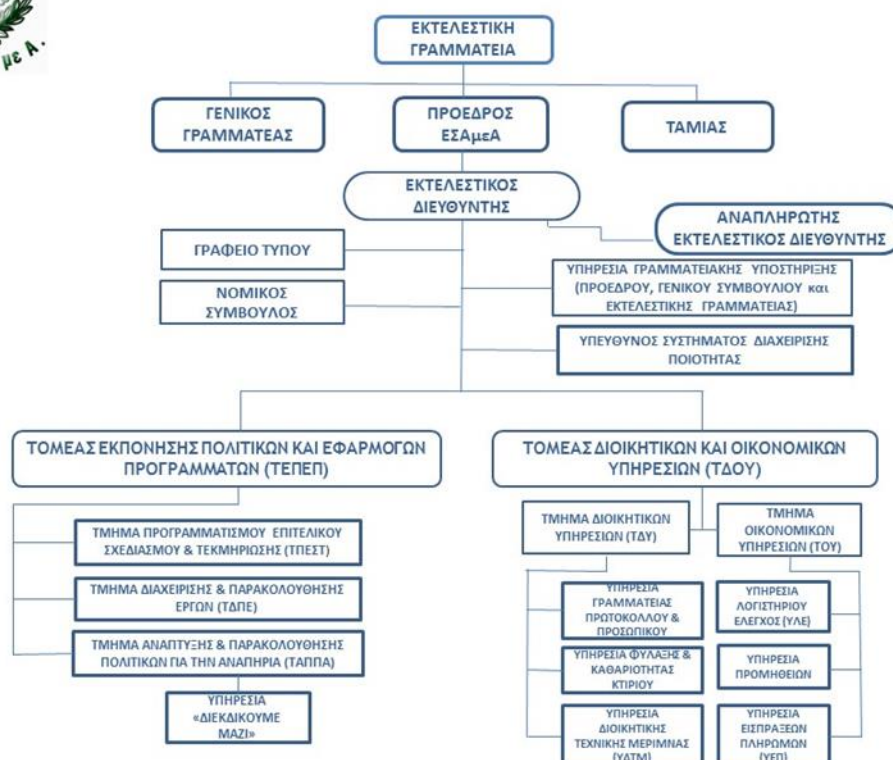 με Α.
ΕΚΤΕΛΕΣΤΙΚΗ
ΓΡΑΜΜΑΤΕΙΑ
ΓΕΝΙΚΟΣ
ΓΡΑΜΜΑΤΕΑΣ
ΠΡΟΕΔΡΟΣ
ΕΣΑμεΑ
ΤΑΜΙΑΣ
ΕΚΤΕΛΕΣΤΙΚΟΣ
ΔΙΕΥΘΥΝΤΗΣ
ΑΝΑΠΛΗΡΩΤΗΣ
ΕΚΤΕΛΕΣΤΙΚΟΣ ΔΙΕΥΘΥΝΤΗΣ
ΓΡΑΦΕΙΟ ΤΥΠΟΥ
ΥΠΗΡΕΣΙΑ ΓΡΑΜΜΑΤΕΙΑΚΗΣ ΥΠΟΣΤΗΡΙΞΗΣ
(ΠΡΟΕΔΡΟΥ, ΓΕΝΙΚΟΥ ΣΥΜΒΟΥΛΙΟΥ και
ΕΚΤΕΛΕΣΤΙΚΗΣ ΓΡΑΜΜΑΤΕΙΑΣ)
ΝΟΜΙΚΟΣ
ΣΥΜΒΟΥΛΟΣ
ΥΠΕΥΘΥΝΟΣ ΣΥΣΤΗΜΑΤΟΣ ΔΙΑΧΕΙΡΙΣΗΣ
ΠΟΙΟΤΗΤΑΣ
ΤΟΜΕΑΣ ΕΚΠΟΝΗΣΗΣ ΠΟΛΙΤΙΚΩΝ ΚΑΙ ΕΦΑΡΜΟΓΩΝ
ΠΡΟΓΡΑΜΜΑΤΩΝ (ΤΕΠΕΠ)
ΤΜΗΜΑ ΠΡΟΓΡΑΜΜΑΤΙΣΜΟΥ ΕΠΙΤΕΛΙΚΟΥ
ΣΧΕΔΙΑΣΜΟΥ & ΤΕΚΜΗΡΙΩΣΗΣ (ΤΠΕΣΤ)
ΤΜΗΜΑ ΔΙΑΧΕΙΡΙΣΗΣ & ΠΑΡΑΚΟΛΟΥΘΗΣΗΣ
ΕΡΓΩΝ (ΤΔΠΕ)
ΤΜΗΜΑ ΑΝΑΠΤΥΞΗΣ & ΠΑΡΑΚΟΛΟΥΘΗΣΗΣ
ΠΟΛΙΤΙΚΩΝ ΓΙΑ ΤΗΝ ΑΝΑΠΗΡΙΑ (ΤΑΠΠΑ)
ΥΠΗΡΕΣΙΑ
«ΔΙΕΚΔΙΚΟΥΜΕ
ΜΑΖΙ»
ΤΟΜΕΑΣ ΔΙΟΙΚΗΤΙΚΩΝ ΚΑΙ ΟΙΚΟΝΟΜΙΚΩΝ
ΥΠΗΡΕΣΙΩΝ (ΤΔΟΥ)
ΤΜΗΜΑ ΔΙΟΙΚΗΤΙΚΩΝ
ΥΠΗΡΕΣΙΩΝ (ΤΔΥ)
ΤΜΗΜΑ
ΟΙΚΟΝΟΜΙΚΩΝ
ΥΠΗΡΕΣΙΩΝ (ΤΟΥ)
ΥΠΗΡΕΣΙΑ
ΓΡΑΜΜΑΤΕΙΑΣ
ΠΡΩΤΟΚΟΛΛΟΥ &
ΠΡΟΣΩΠΙΚΟΥ
ΥΠΗΡΕΣΙΑ
ΛΟΓΙΣΤΗΡΙΟΥ
ΕΛΕΓΧΟΣ (ΥΛΕ)
ΥΠΗΡΕΣΙΑ ΦΥΛΑΞΗΣ &
ΚΑΘΑΡΙΟΤΗΤΑΣ
ΚΤΙΡΙΟΥ
ΥΠΗΡΕΣΙΑ
ΠΡΟΜΗΘΕΙΩΝ
ΥΠΗΡΕΣΙΑ
ΔΙΟΙΚΗΤΙΚΗΣ
ΤΕΧΝΙΚΗΣ ΜΕΡΙΜΝΑΣ
(ΥΔΤΜ)
ΥΠΗΡΕΣΙΑ
ΕΙΣΠΡΑΞΕΩΝ
ΠΛΗΡΩΜΩΝ
(ΥΕΠ)